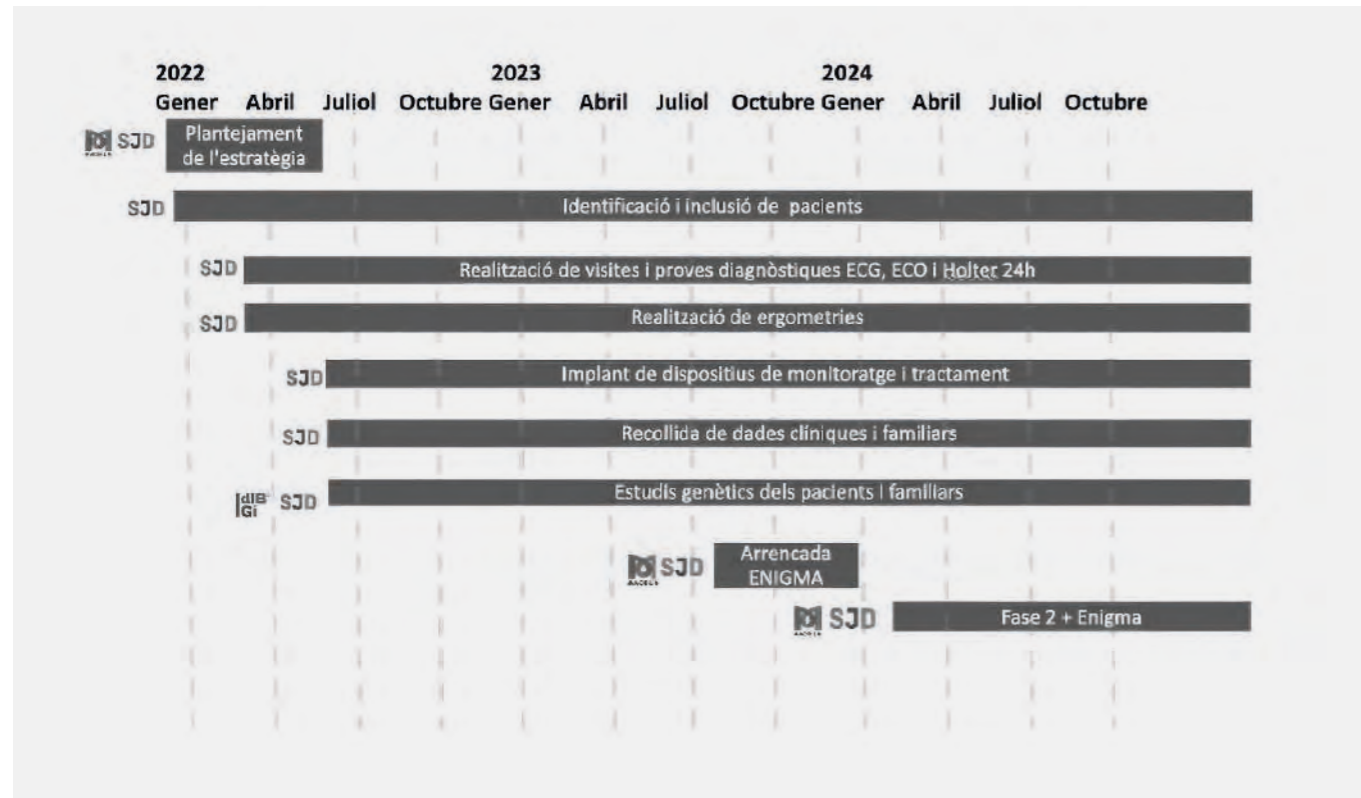 2022 2023 2024
Gener Abril Juliol Octubre Gener Abril Juliol Octubre Gener Abril Juliol Octubre
SJD Plantejament
de l'estratègia
SJD Identificació i inclusió de pacients
SJD Realització de visites i proves diagnòstiques ECG, ECO i Holter 24h
SJD Realització de ergometries
SJD Implant de dispositius de monitoratge i tractament
SJD Recollida de dades clíniques i familiars
IdIB
Gi SJD Estudis genètics dels pacients i familiars
SJD Arrencada
ENIGMA
SJD Fase 2 + Enigma